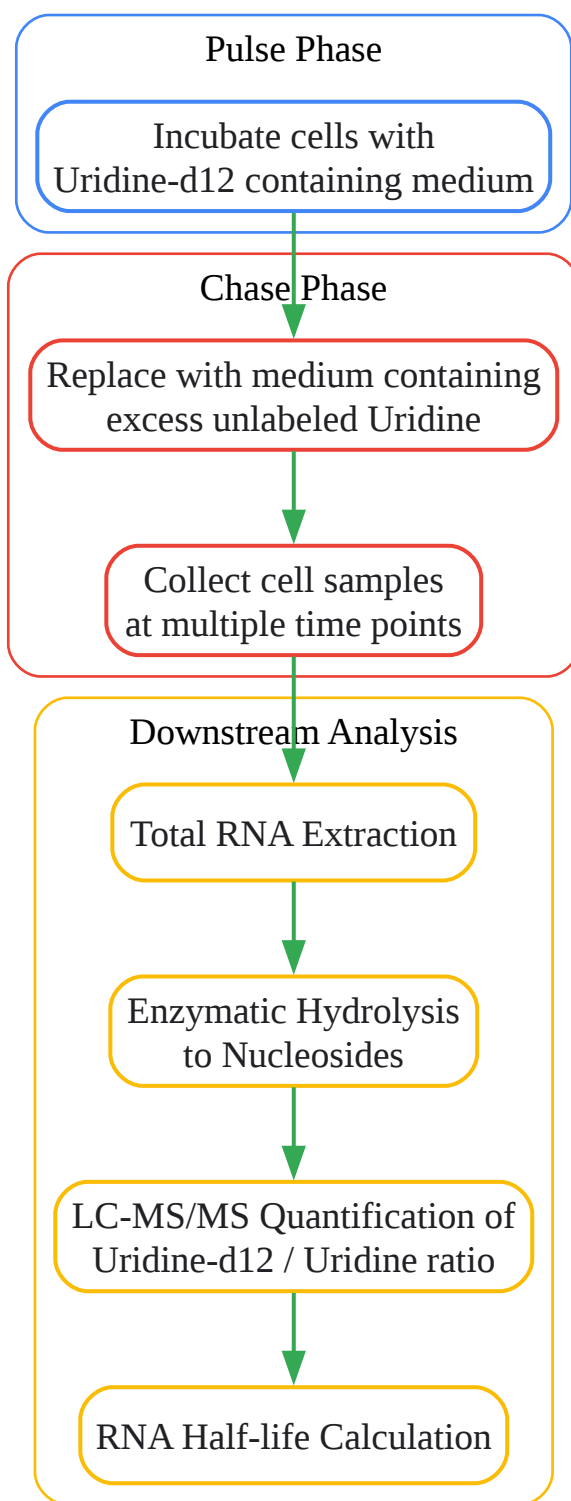 Pulse Phase
Incubate cells with
Uridine-d12 containing medium
Chase Phase
Replace with medium containing
excess unlabeled Uridine
Collect cell samples
at multiple time points
Downstream Analysis
Total RNA Extraction
Enzymatic Hydrolysis
to Nucleosides
LC-MS/MS Quantification of
Uridine-d12 / Uridine ratio
RNA Half-life Calculation